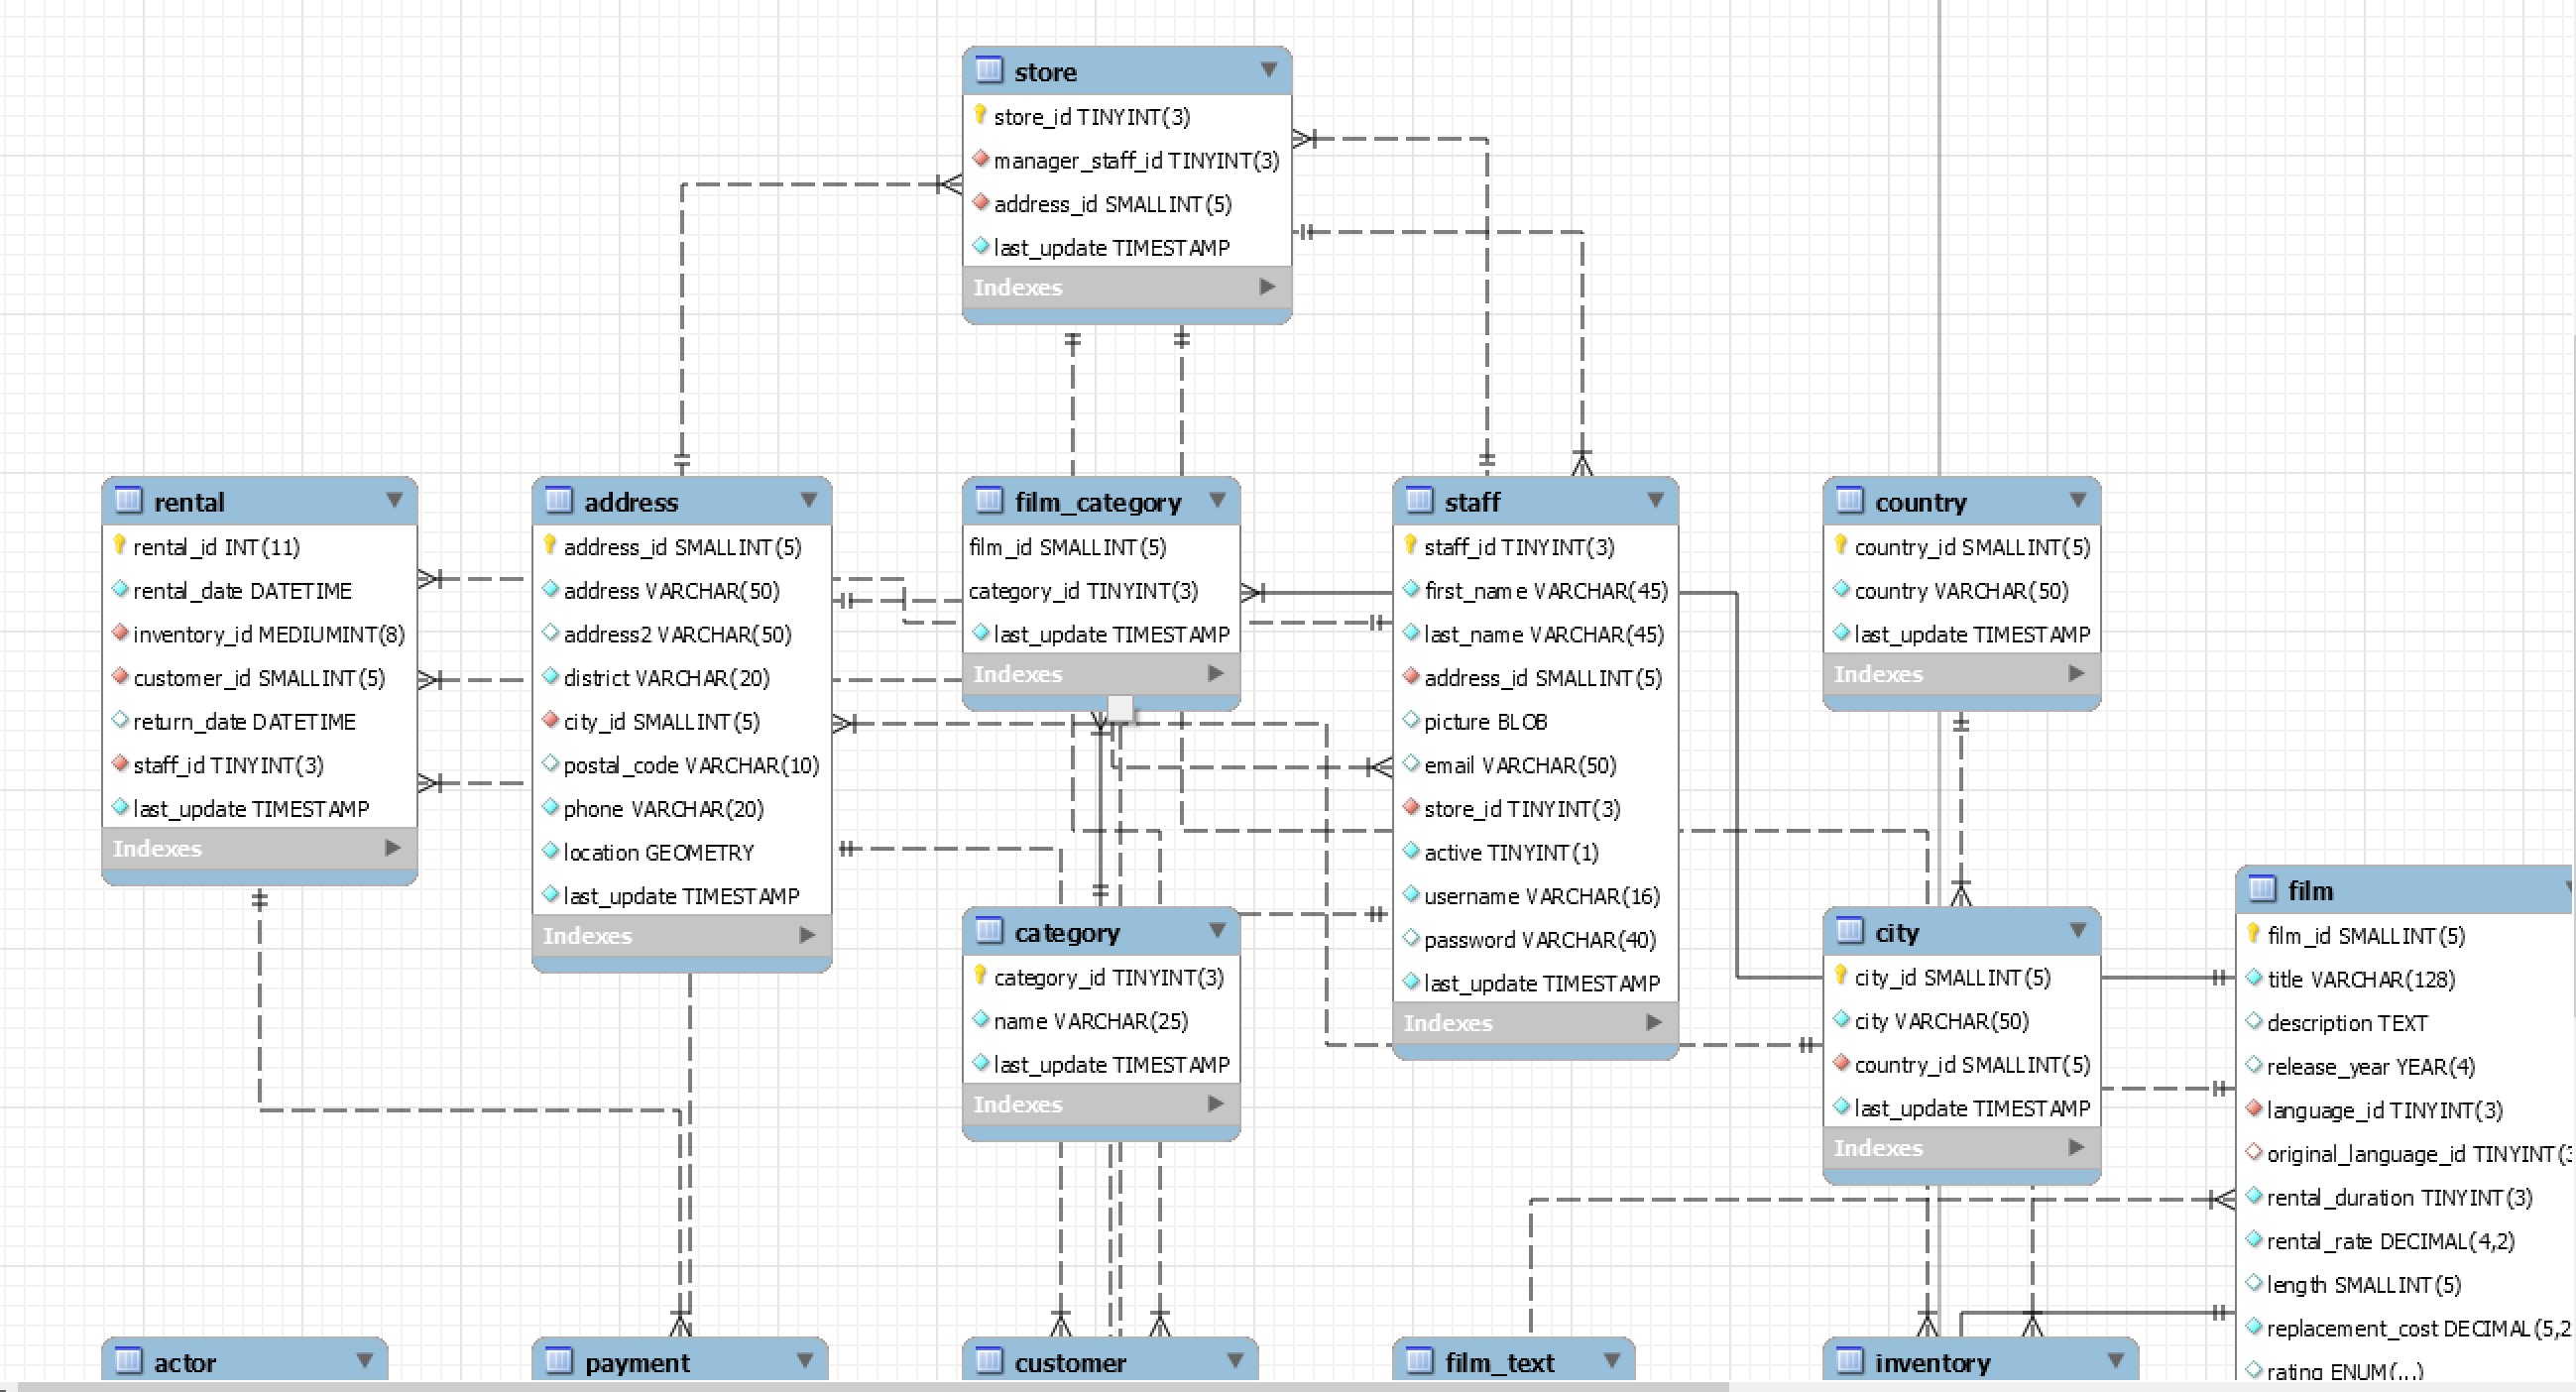 store
store_id TINYINT(3)
manager_staff_id TINYINT(3)
address_id SMALLINT(5)
last_update TIMESTAMP
Indexes
rental
rental_id INT(11)
rental_date DATETIME
inventory_id MEDIUMINT(8)
customer_id SMALLINT(5)
return_date DATETIME
staff_id TINYINT(3)
last_update TIMESTAMP
Indexes
address
address_id SMALLINT(5)
address VARCHAR(50)
address2 VARCHAR(50)
district VARCHAR(20)
city_id SMALLINT(5)
postal_code VARCHAR(10)
phone VARCHAR(20)
location GEOMETRY
last_update TIMESTAMP
Indexes
film_category
film_id SMALLINT(5)
category_id TINYINT(3)
last_update TIMESTAMP
Indexes
staff
staff_id TINYINT(3)
first_name VARCHAR(45)
last_name VARCHAR(45)
address_id SMALLINT(5)
picture BLOB
email VARCHAR(50)
store_id TINYINT(3)
active TINYINT(1)
username VARCHAR(16)
password VARCHAR(40)
last_update TIMESTAMP
Indexes
country
country_id SMALLINT(5)
country VARCHAR(50)
last_update TIMESTAMP
Indexes
category
category_id TINYINT(3)
name VARCHAR(25)
last_update TIMESTAMP
Indexes
city
city_id SMALLINT(5)
city VARCHAR(50)
country_id SMALLINT(5)
last_update TIMESTAMP
Indexes
film
film_id SMALLINT(5)
title VARCHAR(128)
description TEXT
release_year YEAR(4)
language_id TINYINT(3)
original_language_id TINYINT(3
rental_duration TINYINT(3)
rental_rate DECIMAL(4,2)
length SMALLINT(5)
replacement_cost DECIMAL(5,2
rating ENUM(...)
actor
payment
customer
film_text
inventory